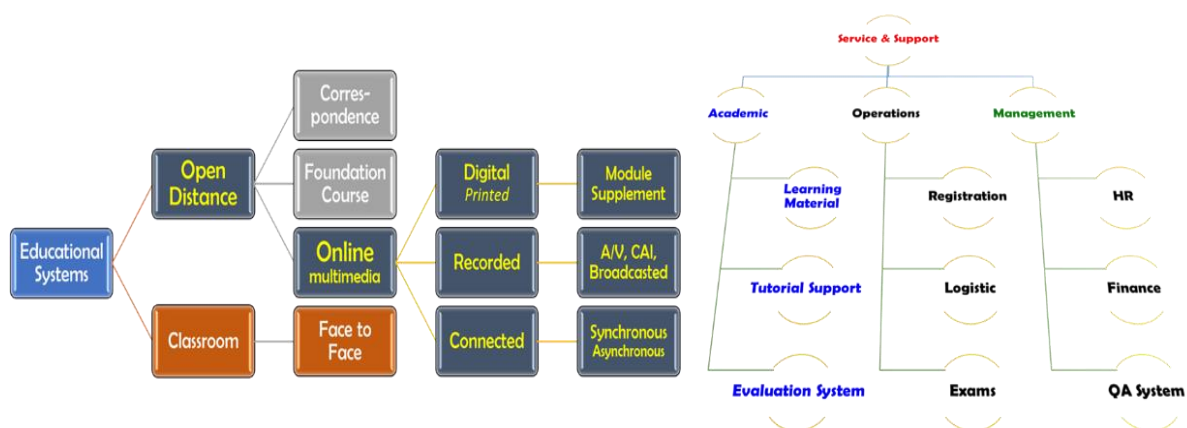 Educational
Systems
Open
Distance
Classroom
Corres-
pondence
Foundation
Course
Online
multimedia
Face to
Face
Digital
Printed
Recorded
Connected
Module
Supplement
A/V, CAI,
Broadcasted
Synchronous
Asynchronous
Service & Support
Academic
Learning
Material
Tutorial Support
Evaluation System
Operations
Registration
Logistic
Exams
Management
HR
Finance
QA System